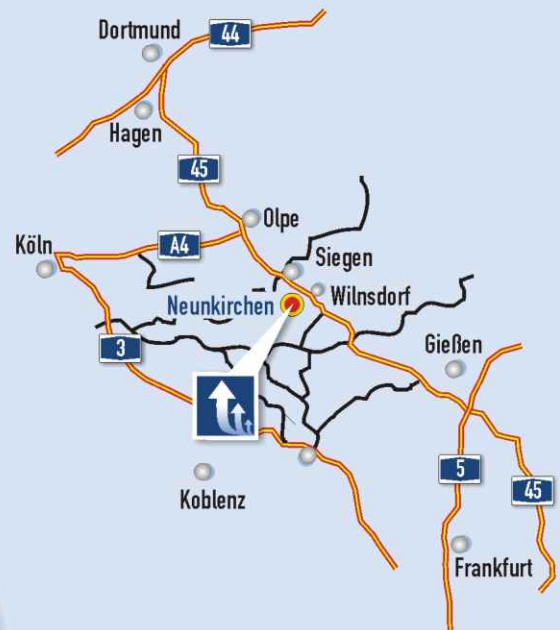 Dortmund
44
Hagen
45
Olpe
Köln
A4
Siegen
Wilnsdorf
Neunkirchen
3
Gießen
5
45
Koblenz
Frankfurt